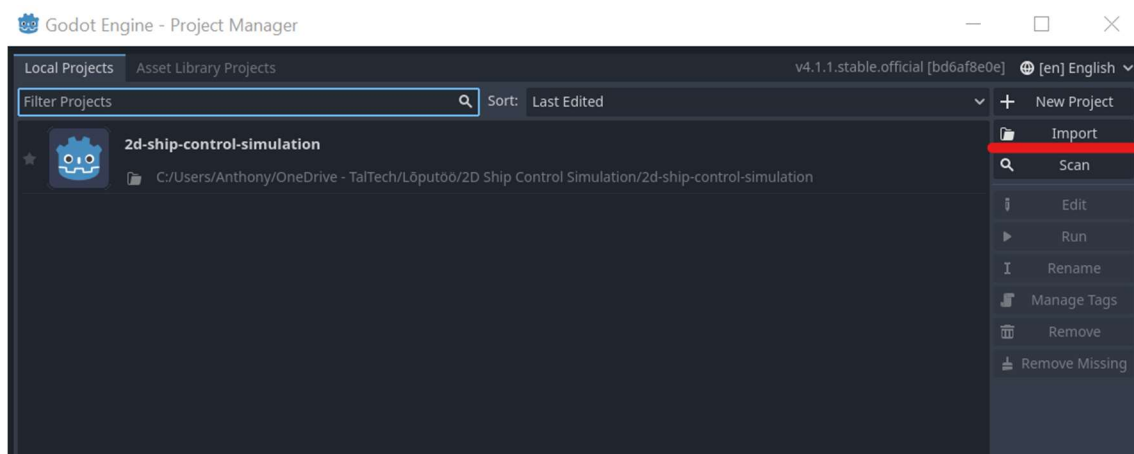 Godot Engine - Project Manager
Local Projects Asset Library Projects v4.1.1.stable.official [bd6af8e0e] [en] English
Filter Projects Sort: Last Edited New Project
Import
2d-ship-control-simulation
Scan
C:/Users/Anthony/OneDrive - TalTech/Lõputöö/2D Ship Control Simulation/2d-ship-control-simulation
Edit
Run
Rename
Manage Tags
Remove
Remove Missing